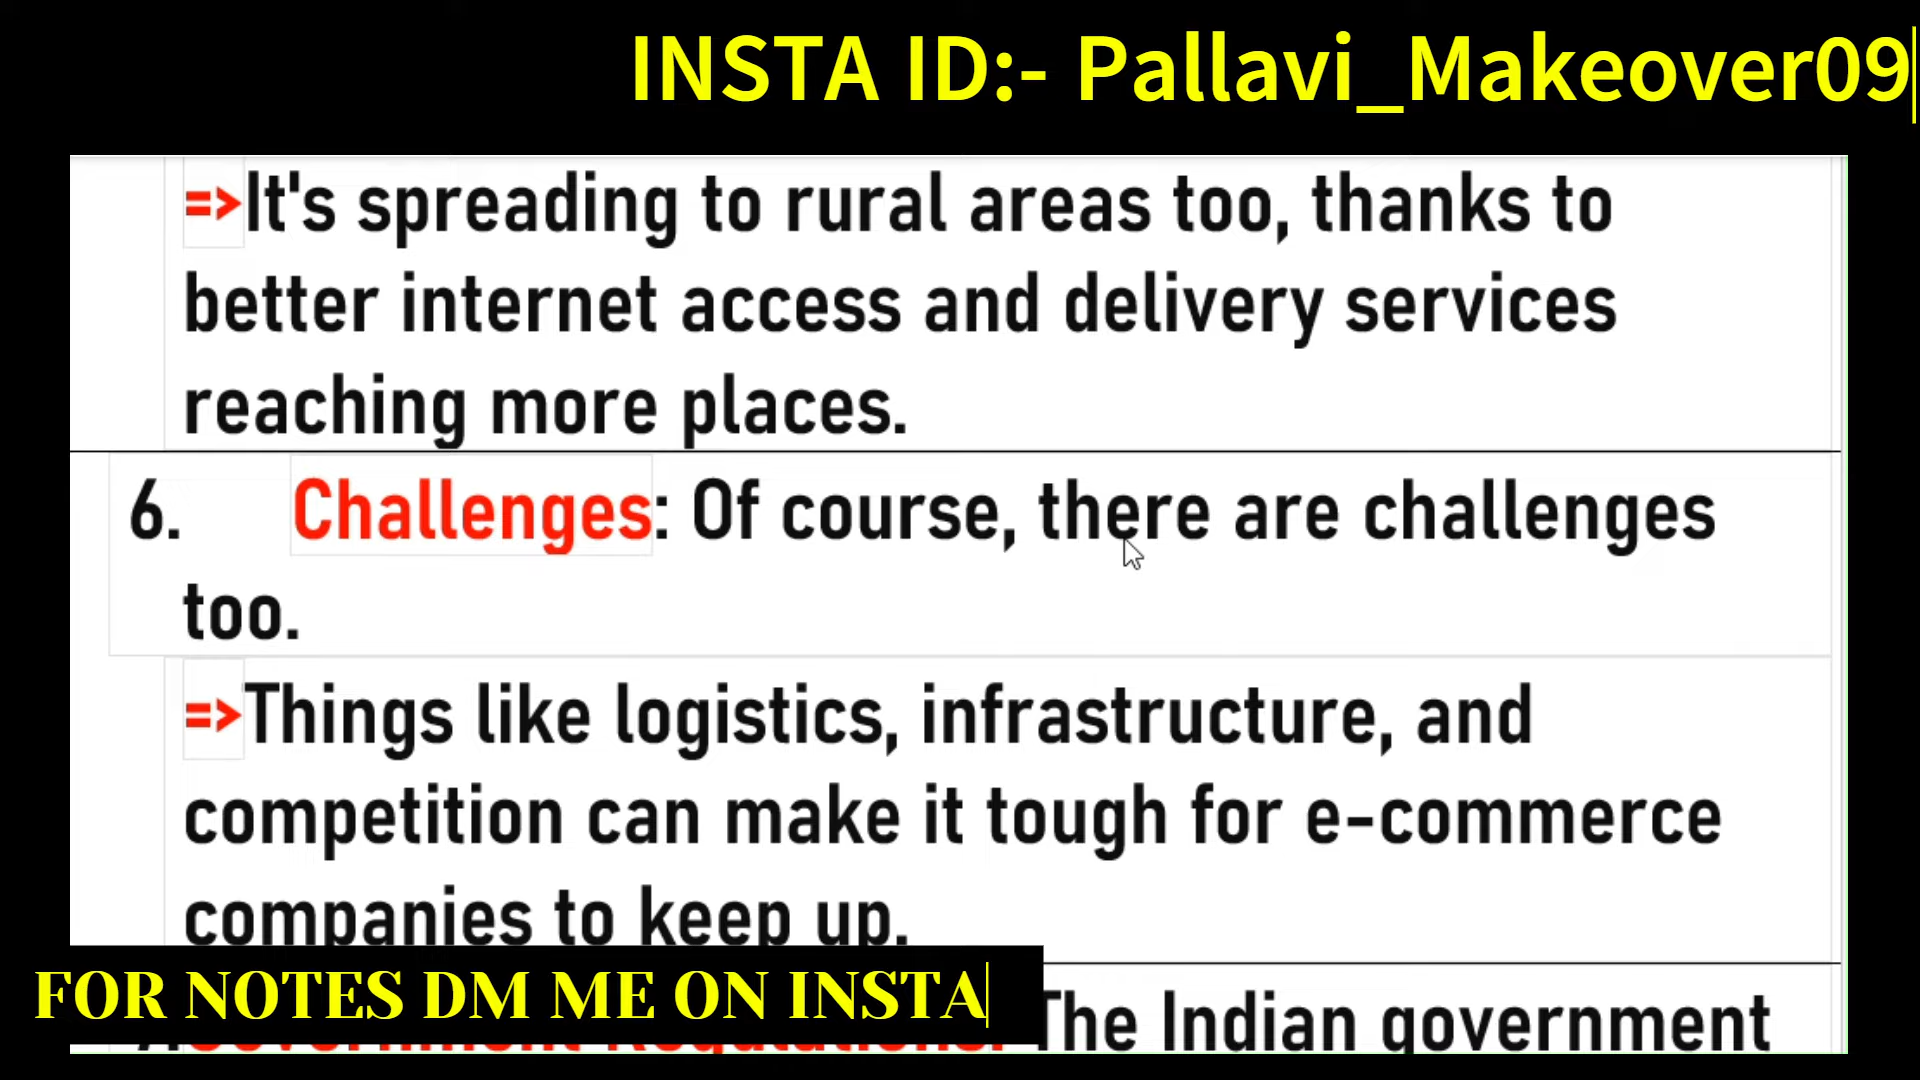 INSTA ID:- Pallavi_Makeover09
=>It's spreading to rural areas too, thanks to
better internet access and delivery services
reaching more places.
6. Challenges: Of course, there are challenges
too.
=>Things like logistics, infrastructure, and
competition can make it tough for e-commerce
companies to keep up.
Government Regulations: The Indian government
FOR NOTES DM ME ON INSTA